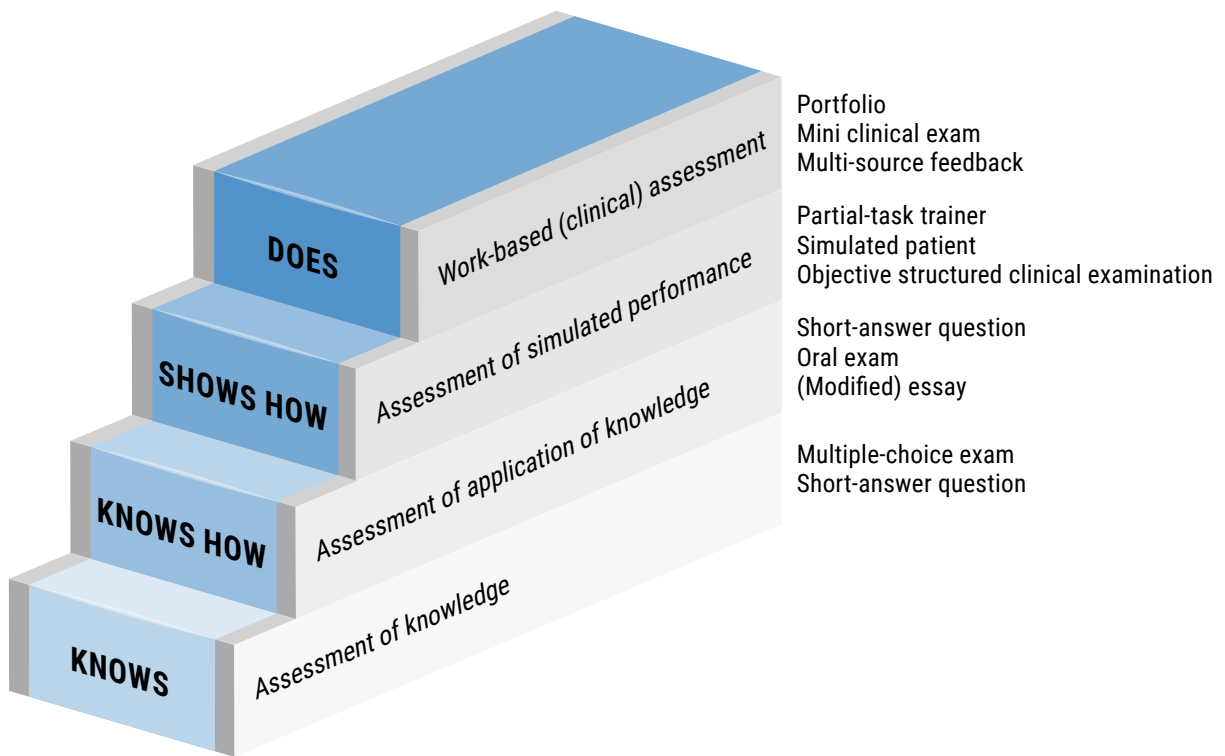 DOES
Work-based (clinical) assessment
Portfolio
Mini clinical exam
Multi-source feedback
SHOWS HOW
Assessment of simulated performance
Partial-task trainer
Simulated patient
Objective structured clinical examination
KNOWS HOW
Assessment of application of knowledge
Short-answer question
Oral exam
(Modified) essay
KNOWS
Assessment of knowledge
Multiple-choice exam
Short-answer question